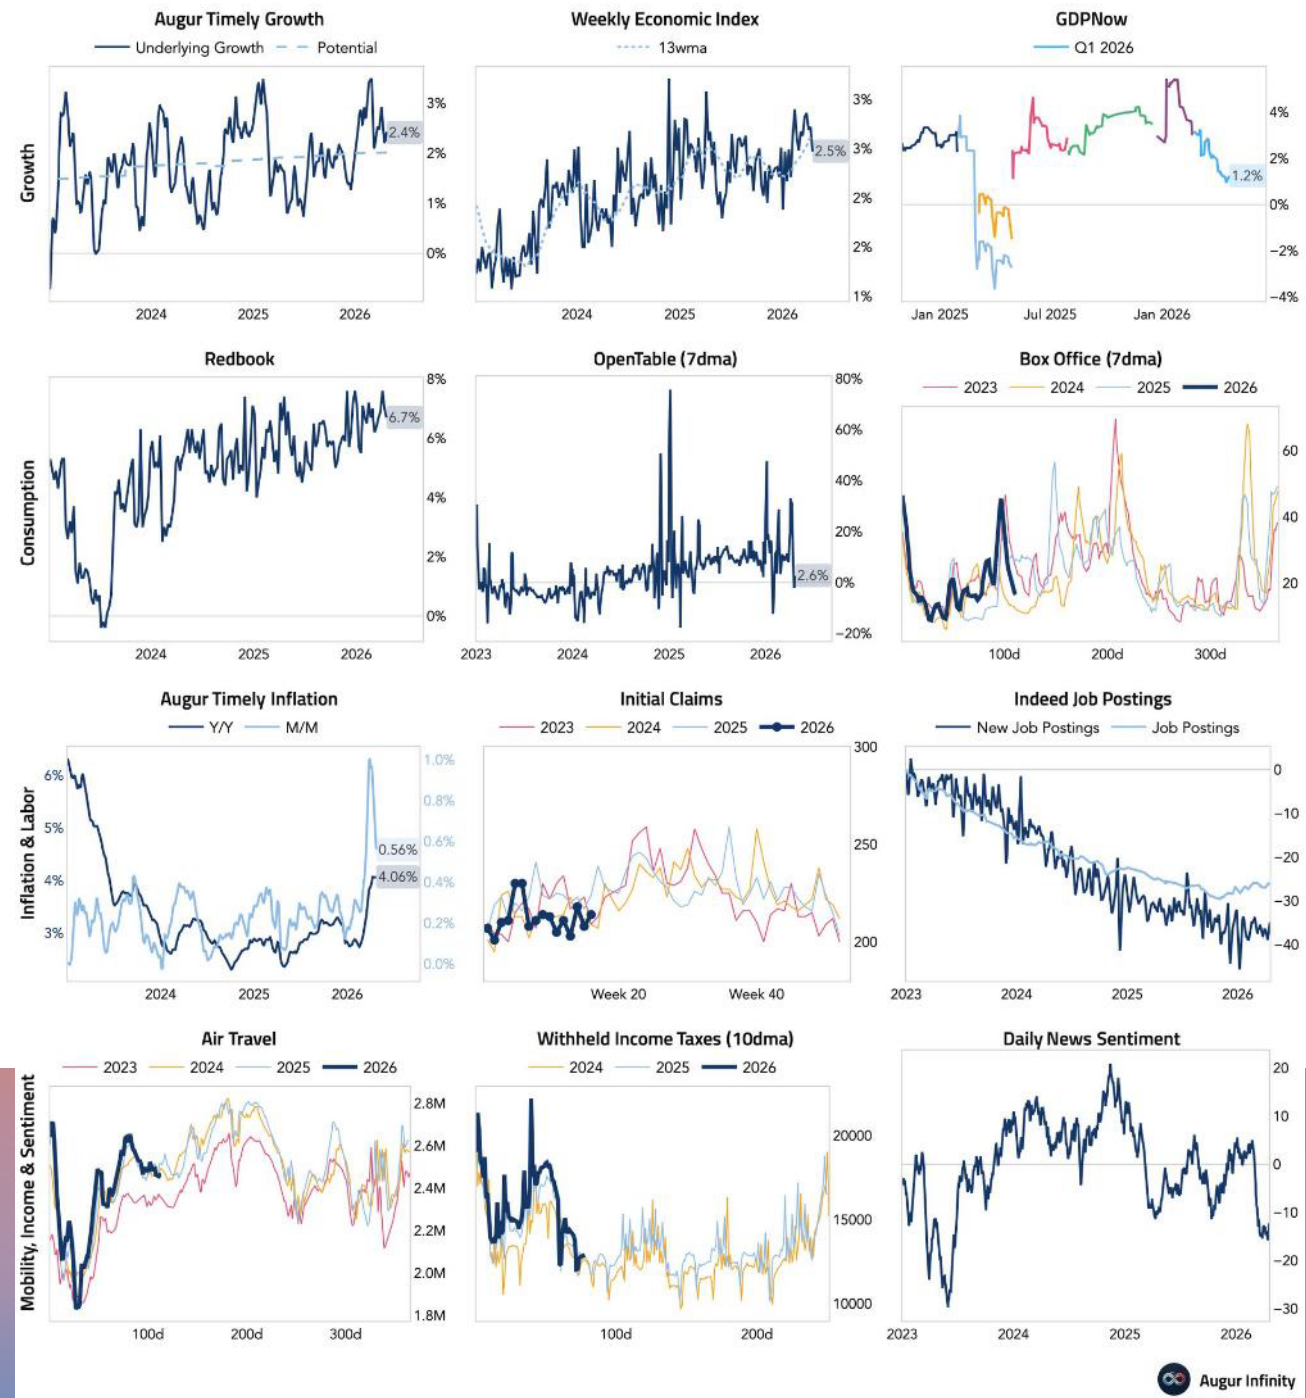 Augur Timely Growth
Underlying Growth
Potential
Growth
3%
2%
1%
0%
2.4%
2024
2025
2026
Weekly Economic Index
13wma
3%
3%
2%
2%
1%
2.5%
2024
2025
2026
GDPNow
Q1 2026
4%
2%
0%
−2%
−4%
1.2%
Jan 2025
Jul 2025
Jan 2026
Redbook
Consumption
8%
6%
4%
2%
0%
6.7%
2024
2025
2026
OpenTable (7dma)
80%
60%
40%
20%
0%
−20%
2.6%
2023
2024
2025
2026
Box Office (7dma)
2023
2024
2025
2026
60
40
20
100d
200d
300d
Augur Timely Inflation
Y/Y
M/M
Inflation & Labor
6%
5%
4%
3%
1.0%
0.8%
0.6%
0.4%
0.2%
0.0%
0.56%
4.06%
2024
2025
2026
Initial Claims
2023
2024
2025
2026
300
250
200
Week 20
Week 40
Indeed Job Postings
New Job Postings
Job Postings
0
−10
−20
−30
−40
2023
2024
2025
2026
Air Travel
2023
2024
2025
2026
Mobility, Income & Sentiment
2.8M
2.6M
2.4M
2.2M
2.0M
1.8M
100d
200d
300d
Withheld Income Taxes (10dma)
2024
2025
2026
20000
15000
10000
100d
200d
Daily News Sentiment
20
10
0
−10
−20
−30
2023
2024
2025
2026
Augur Infinity